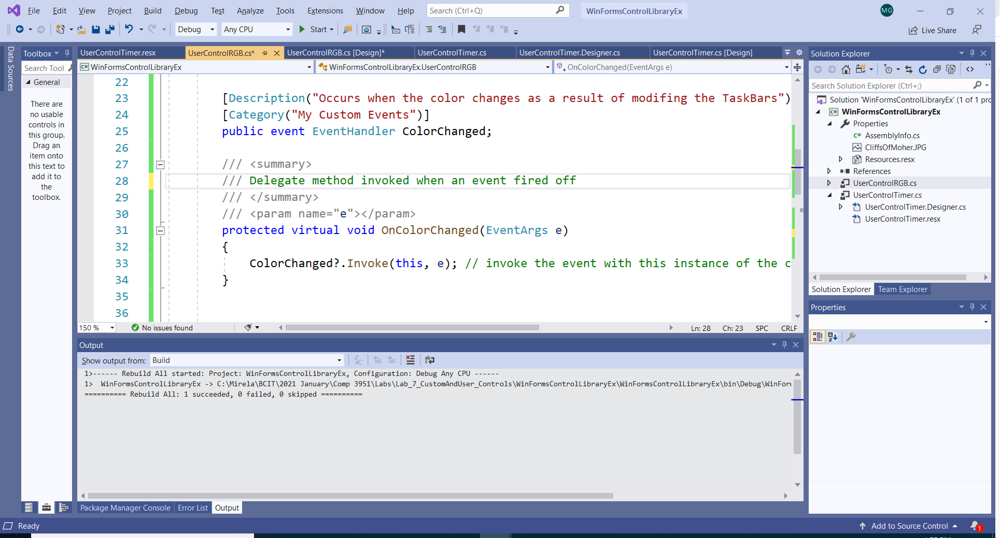 File Edit View Project Build Debug Test Analyze Tools Extensions Window Help Search (Ctrl+Q) WinFormsControlLibraryEx MG
Debug Any CPU Start Live Share
Data Sources
Toolbox
Search Tool
General
There are
no usable
controls in
this group.
Drag an
item onto
this text to
add it to
the
toolbox.
UserControlTimer.resx UserControlRGB.cs* UserControlRGB.cs [Design]* UserControlTimer.cs UserControlTimer.Designer.cs UserControlTimer.cs [Design]
C# WinFormsControlLibraryEx WinFormsControlLibraryEx.UserControlRGB OnColorChanged(EventArgs e)
22
23 [Description("Occurs when the color changes as a result of modifing the TaskBars")
24 [Category("My Custom Events")]
25 public event EventHandler ColorChanged;
26
27 /// <summary>
28 /// Delegate method invoked when an event fired off
29 /// </summary>
30 /// <param name="e"></param>
31 protected virtual void OnColorChanged(EventArgs e)
32 {
33 ColorChanged?.Invoke(this, e); // invoke the event with this instance of the c
34 }
35
36
150 % No issues found Ln: 28 Ch: 23 SPC CRLF
Output
Show output from: Build
1>------ Rebuild All started: Project: WinFormsControlLibraryEx, Configuration: Debug Any CPU ------
1> WinFormsControlLibraryEx -> C:\Mirela\BCIT\2021 January\Comp 3951\Labs\Lab_7_CustomAndUser_Controls\WinFormsControlLibraryEx\WinFormsControlLibraryEx\bin\Debug\WinForm
========== Rebuild All: 1 succeeded, 0 failed, 0 skipped ==========
Package Manager Console Error List Output
Solution Explorer
Search Solution Explorer (Ctrl+;)
Solution 'WinFormsControlLibraryEx' (1 of 1 pro
C# WinFormsControlLibraryEx
Properties
C# AssemblyInfo.cs
CliffsOfMoher.JPG
Resources.resx
References
UserControlRGB.cs
UserControlTimer.cs
UserControlTimer.Designer.cs
UserControlTimer.resx
Solution Explorer Team Explorer
Properties
Ready Add to Source Control 1